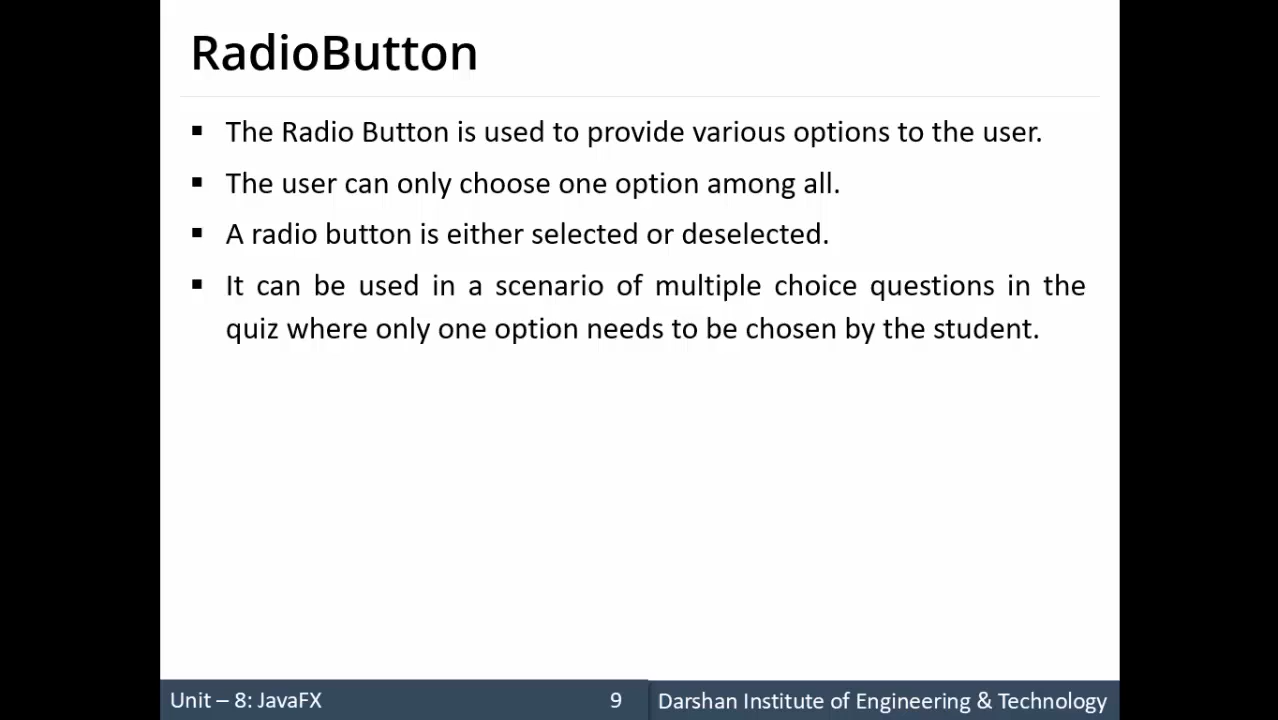 RadioButton
▪ The Radio Button is used to provide various options to the user.
▪ The user can only choose one option among all.
▪ A radio button is either selected or deselected.
▪ It can be used in a scenario of multiple choice questions in the
quiz where only one option needs to be chosen by the student.
Unit – 8: JavaFX 9 Darshan Institute of Engineering & Technology